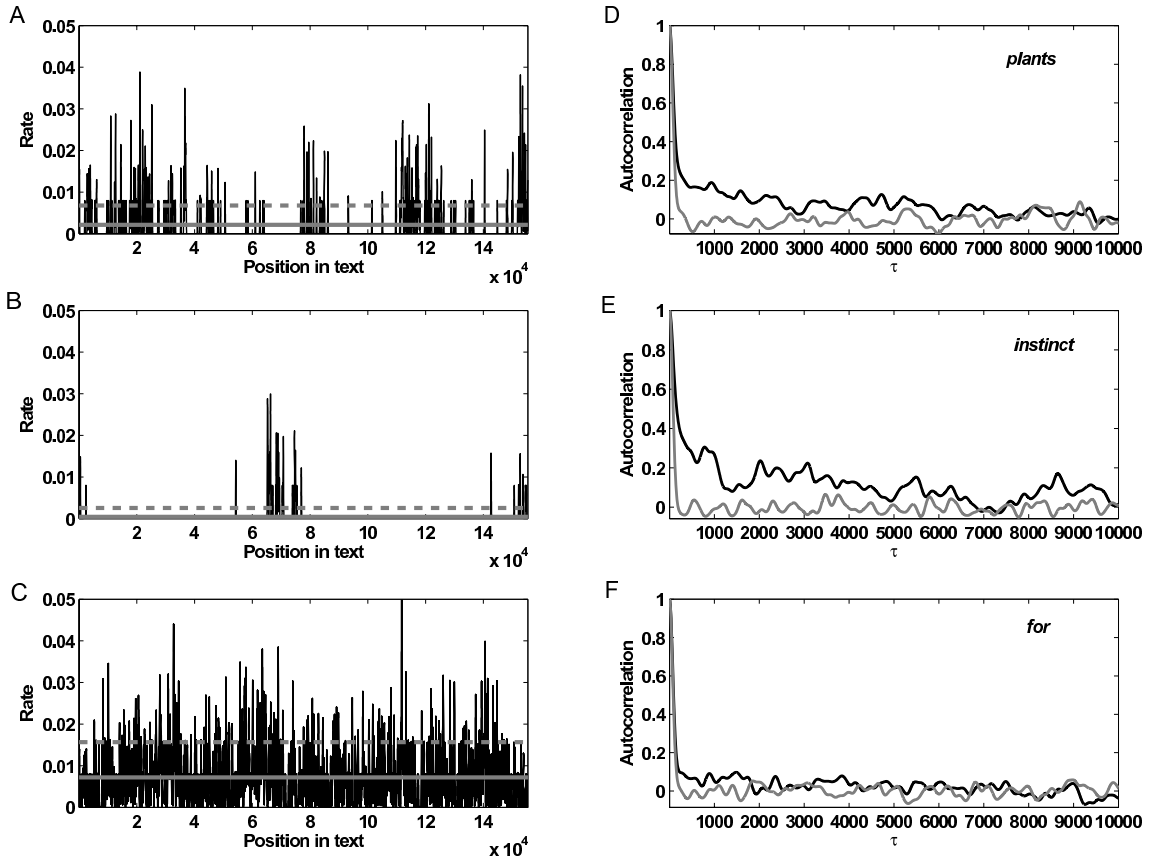 A
0.05
0.04
0.03
0.02
0.01
0
Rate
2 4 6 8 10 12 14
Position in text
x 10^4
D
1
0.8
0.6
0.4
0.2
0
Autocorrelation
plants
1000 2000 3000 4000 5000 6000 7000 8000 9000 10000
τ
B
0.05
0.04
0.03
0.02
0.01
0
Rate
2 4 6 8 10 12 14
Position in text
x 10^4
E
1
0.8
0.6
0.4
0.2
0
Autocorrelation
instinct
1000 2000 3000 4000 5000 6000 7000 8000 9000 10000
τ
C
0.05
0.04
0.03
0.02
0.01
0
Rate
2 4 6 8 10 12 14
Position in text
x 10^4
F
1
0.8
0.6
0.4
0.2
0
Autocorrelation
for
1000 2000 3000 4000 5000 6000 7000 8000 9000 10000
τ